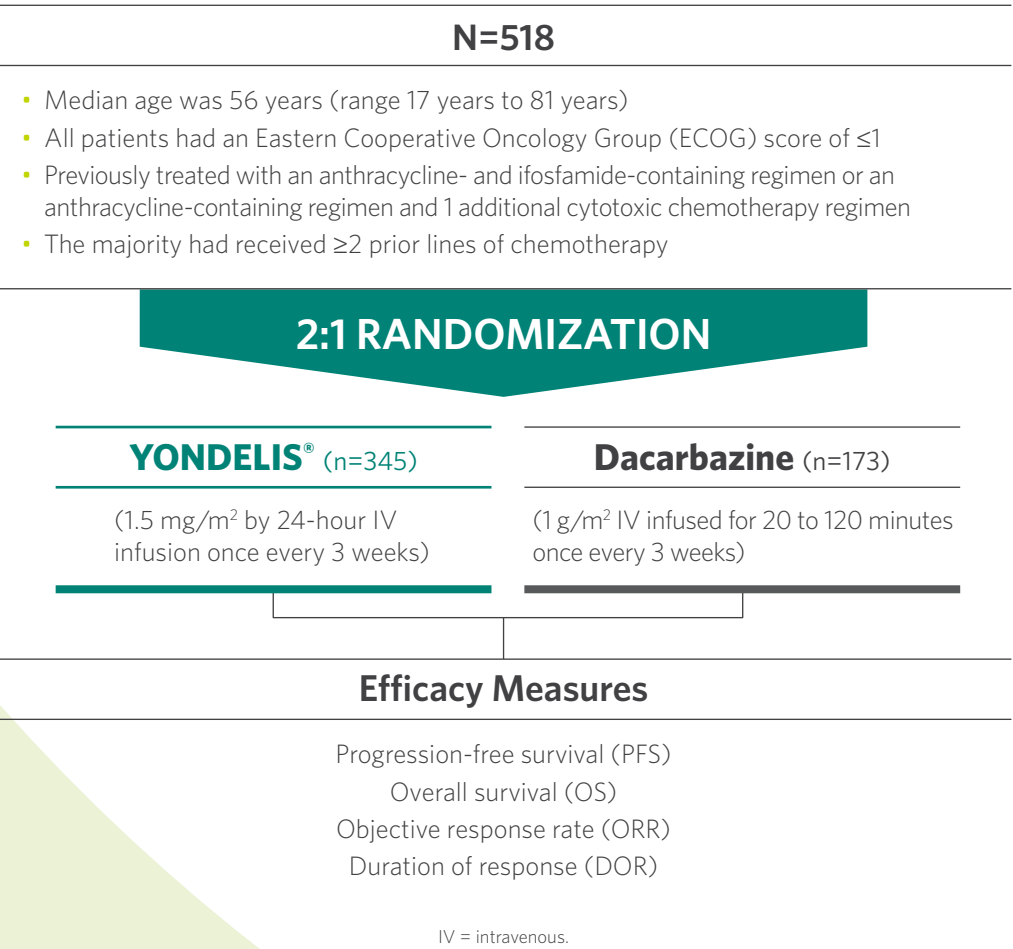 N=518
• Median age was 56 years (range 17 years to 81 years)
• All patients had an Eastern Cooperative Oncology Group (ECOG) score of ≤1
• Previously treated with an anthracycline- and ifosfamide-containing regimen or an
anthracycline-containing regimen and 1 additional cytotoxic chemotherapy regimen
• The majority had received ≥2 prior lines of chemotherapy
2:1 RANDOMIZATION
YONDELIS® (n=345)
(1.5 mg/m² by 24-hour IV
infusion once every 3 weeks)
Dacarbazine (n=173)
(1 g/m² IV infused for 20 to 120 minutes
once every 3 weeks)
Efficacy Measures
Progression-free survival (PFS)
Overall survival (OS)
Objective response rate (ORR)
Duration of response (DOR)
IV = intravenous.